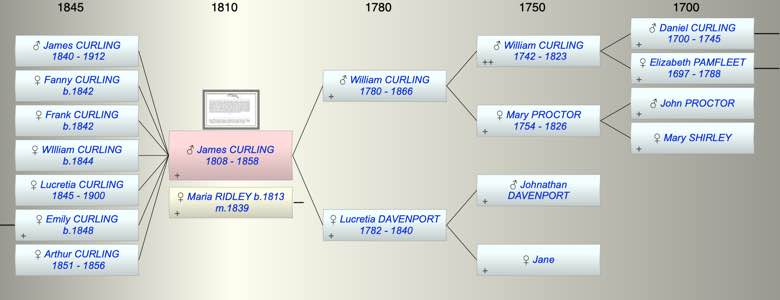 1845
1810
1780
1750
1700
♂ James CURLING
1840 - 1912
♀ Fanny CURLING
b.1842
♀ Frank CURLING
b.1842
♀ WIlliam CURLING
b.1844
♀ Lucretia CURLING
1845 - 1900
♀ Emily CURLING
b.1848
+
♀ Arthur CURLING
1851 - 1856
♂ James CURLING
1808 - 1858
+
♀ Maria RIDLEY b.1813
m.1839
+
♂ William CURLING
1780 - 1866
+
♀ Lucretia DAVENPORT
1782 - 1840
+
♂ William CURLING
1742 - 1823
++
♀ Mary PROCTOR
1754 - 1826
+
♂ Johnathan
DAVENPORT
+
♀ Jane
+
♂ Daniel CURLING
1700 - 1745
+
♀ Elizabeth PAMFLEET
1697 - 1788
+
♂ John PROCTOR
+
♀ Mary SHIRLEY
+